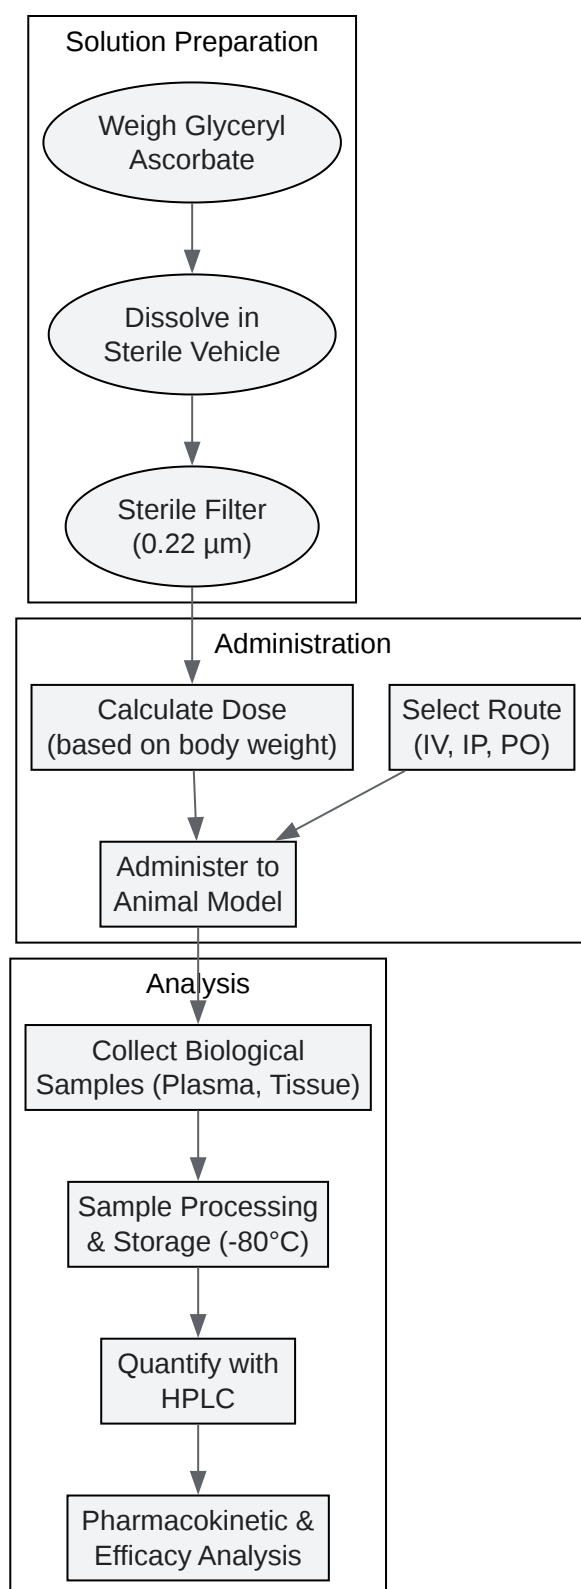 Solution Preparation
Weigh Glyceryl
Ascorbate
Dissolve in
Sterile Vehicle
Sterile Filter
(0.22 µm)
Administration
Calculate Dose
(based on body weight)
Select Route
(IV, IP, PO)
Administer to
Animal Model
Analysis
Collect Biological
Samples (Plasma, Tissue)
Sample Processing
& Storage (-80°C)
Quantify with
HPLC
Pharmacokinetic &
Efficacy Analysis